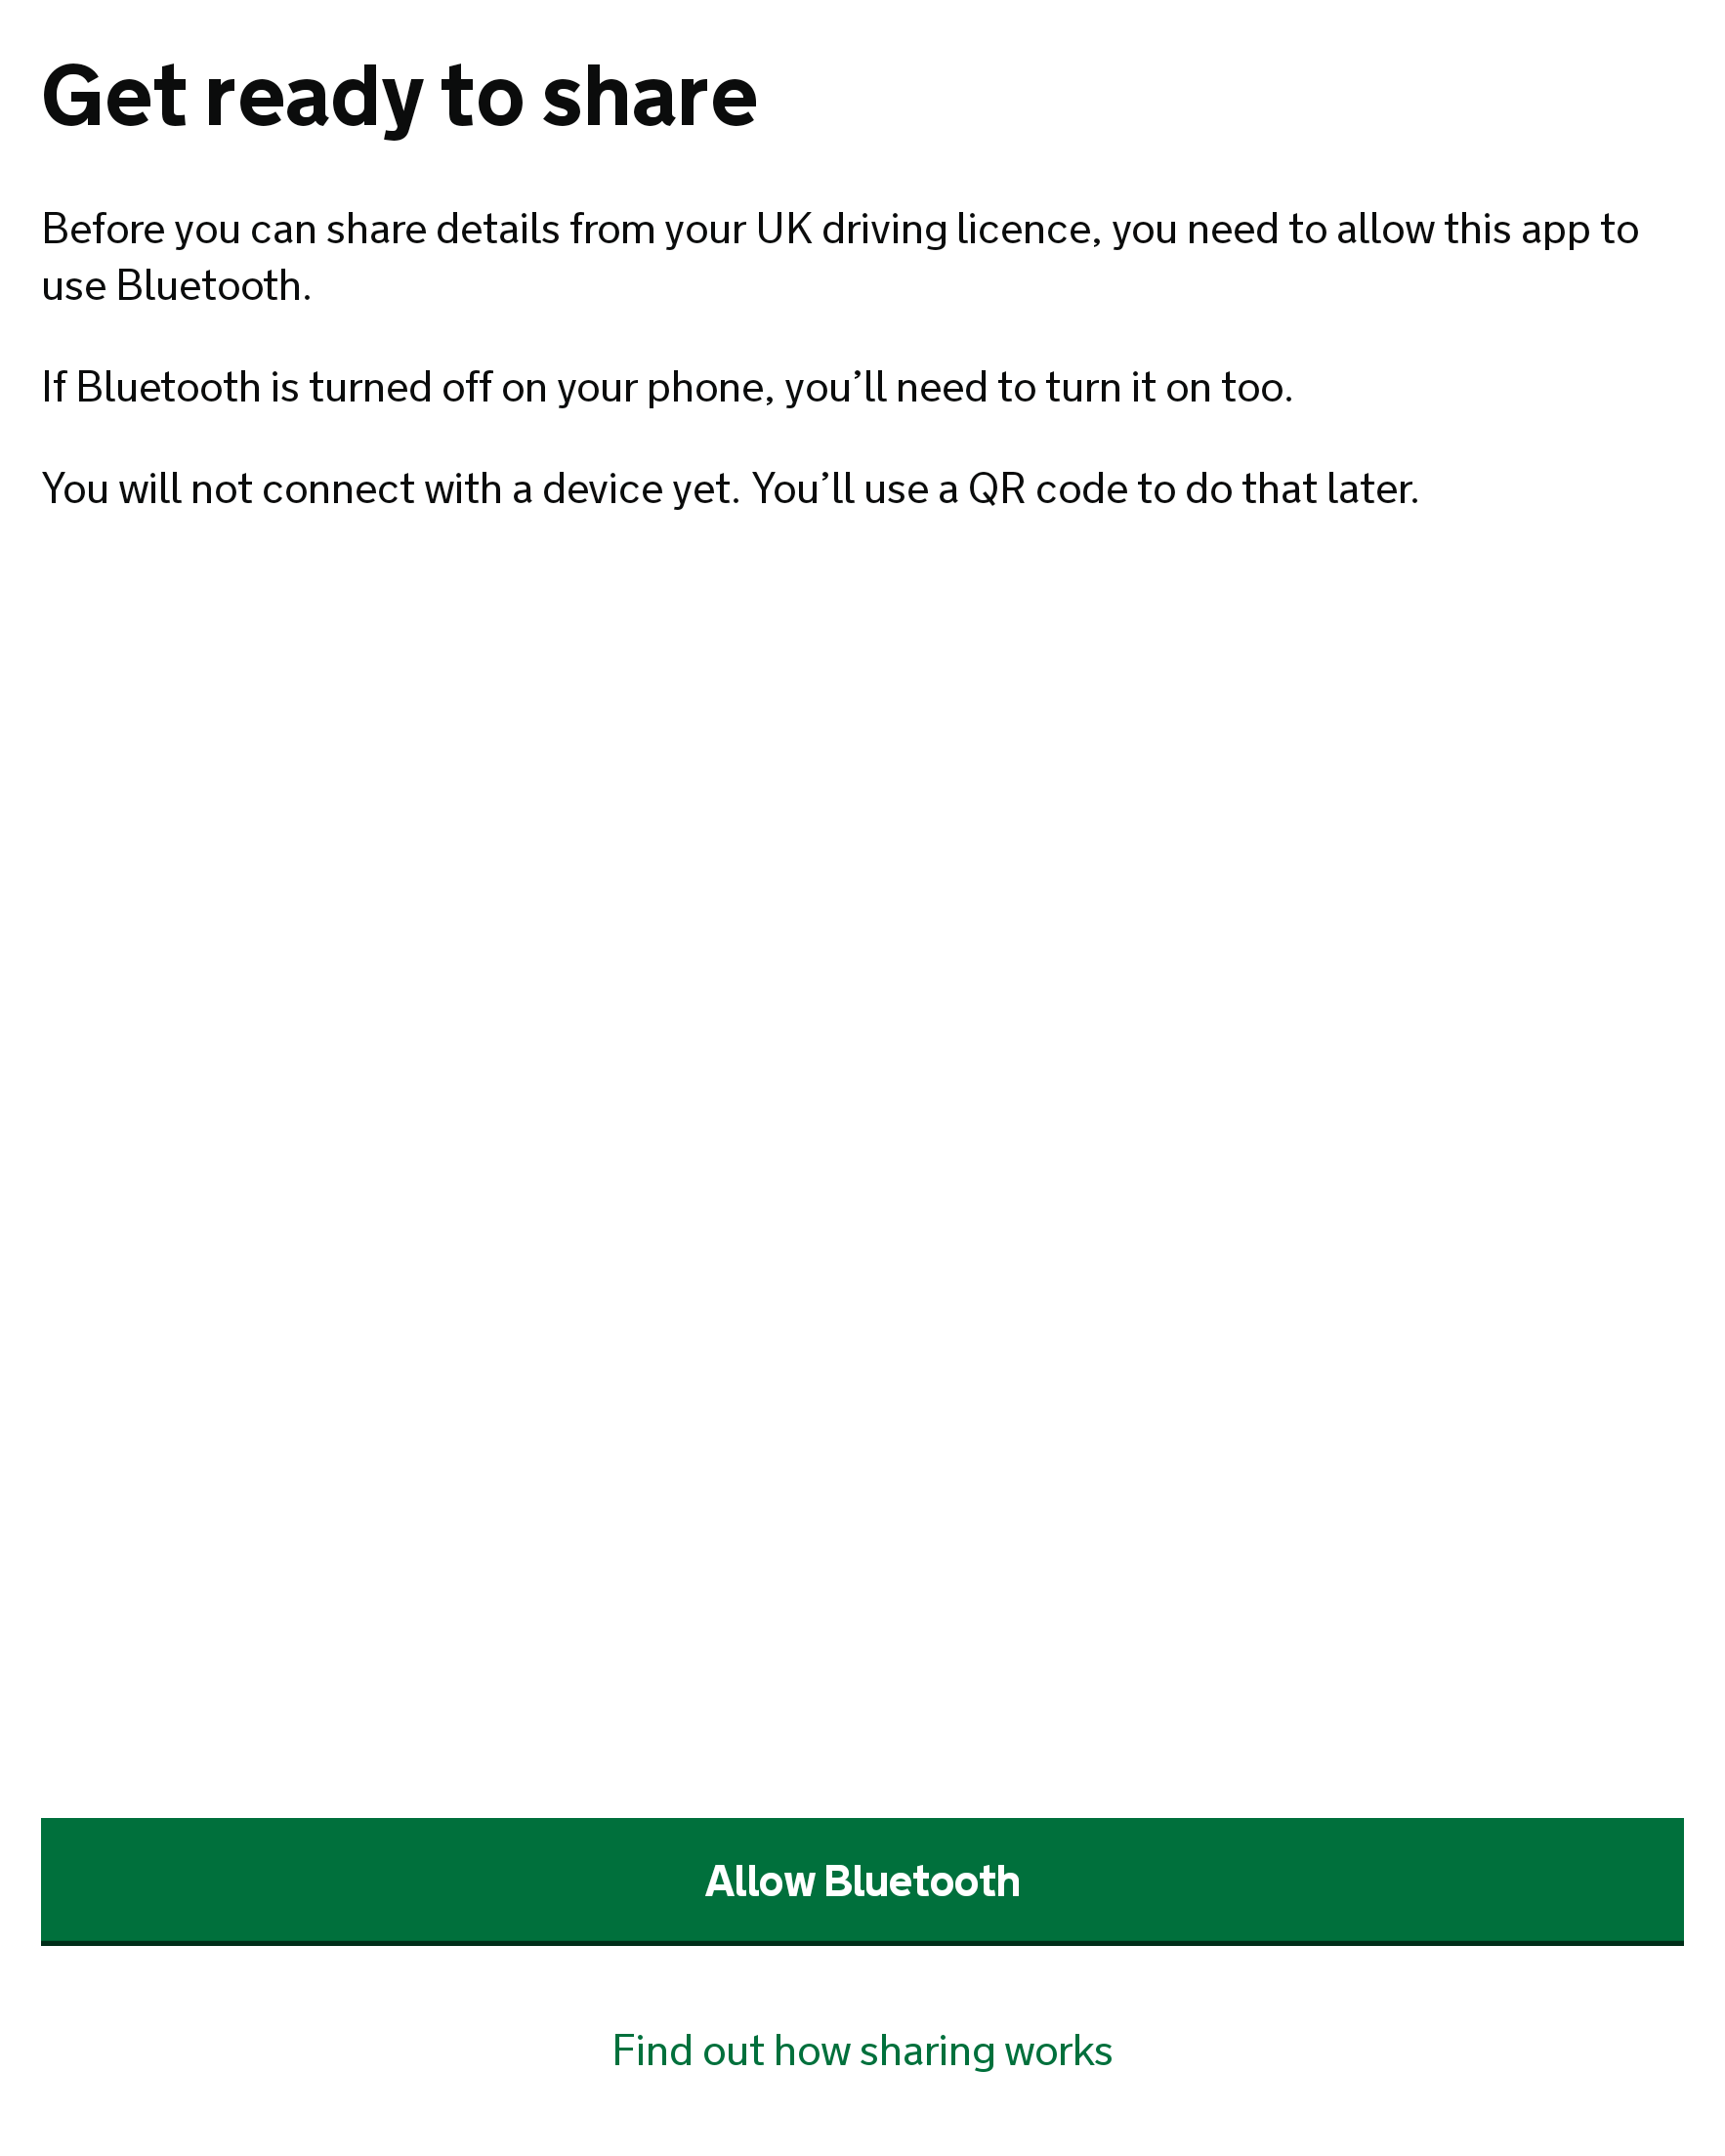 Get ready to share
Before you can share details from your UK driving licence, you need to allow this app to
use Bluetooth.
If Bluetooth is turned off on your phone, you’ll need to turn it on too.
You will not connect with a device yet. You’ll use a QR code to do that later.
Allow Bluetooth
Find out how sharing works